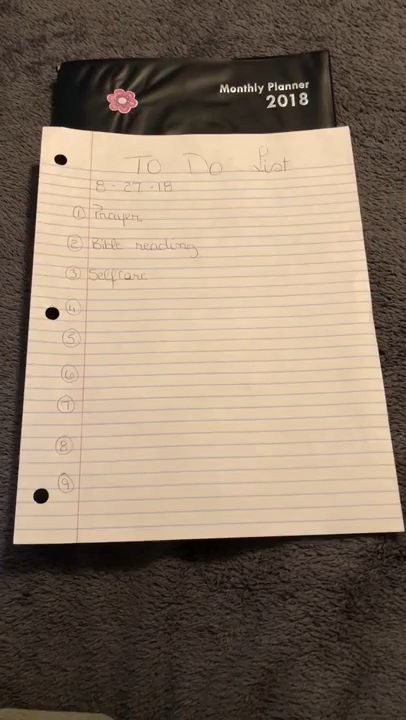 Monthly Planner
2018
To Do List
8-27-18
① Prayer
② Bible reading
③ Selfcare
④
⑤
⑥
⑦
⑧
⑨